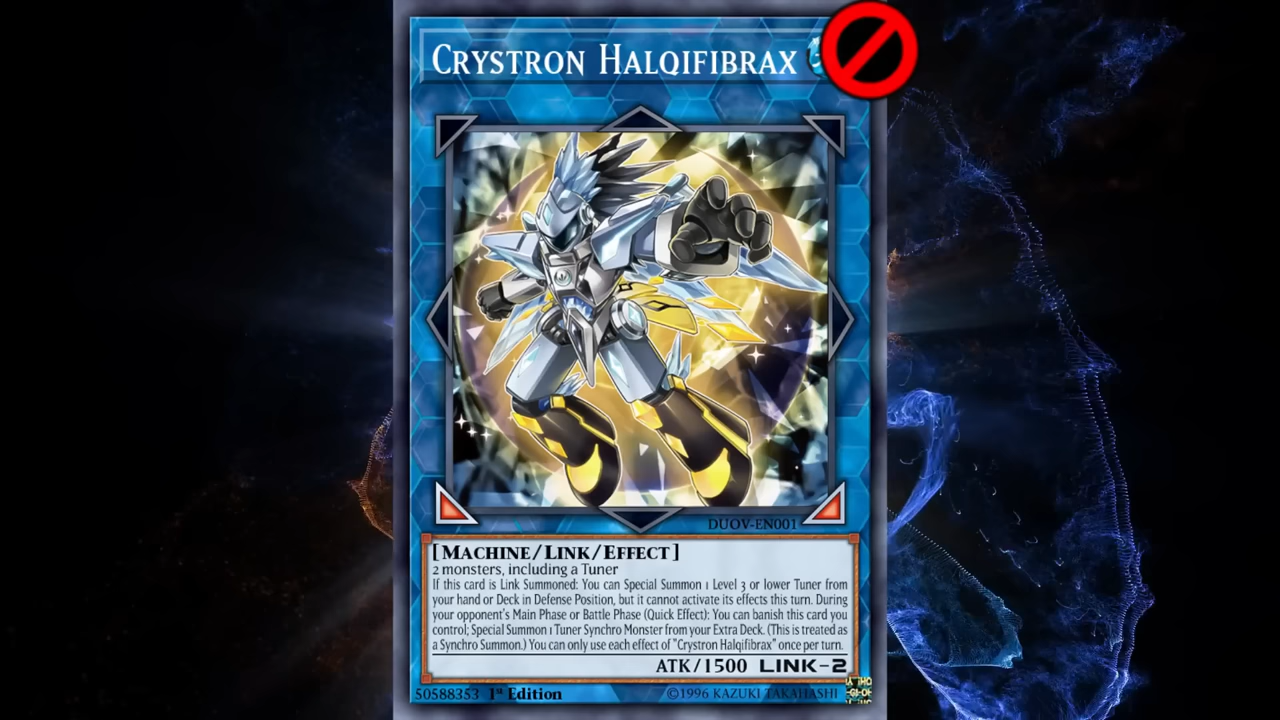 CRYSTRON HALQIFIBRAX
DUOV-EN001
[MACHINE/LINK/EFFECT]
2 monsters, including a Tuner
If this card is Link Summoned: You can Special Summon 1 Level 3 or lower Tuner from
your hand or Deck in Defense Position, but it cannot activate its effects this turn. During
your opponent's Main Phase or Battle Phase (Quick Effect): You can banish this card you
control; Special Summon 1 Tuner Synchro Monster from your Extra Deck. (This is treated as
a Synchro Summon.) You can only use each effect of "Crystron Halqifibrax" once per turn.
ATK/1500 LINK-2
50588353 1st Edition ©1996 KAZUKI TAKAHASHI